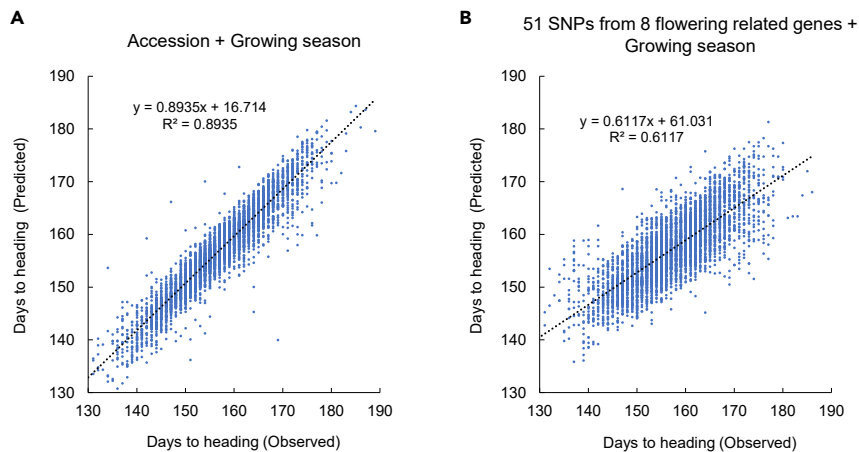 A
Accession + Growing season
190
180
170
160
150
140
130
130 140 150 160 170 180 190
Days to heading (Predicted)
Days to heading (Observed)
y = 0.8935x + 16.714
R² = 0.8935
B
51 SNPs from 8 flowering related genes +
Growing season
190
180
170
160
150
140
130
130 140 150 160 170 180 190
Days to heading (Predicted)
Days to heading (Observed)
y = 0.6117x + 61.031
R² = 0.6117